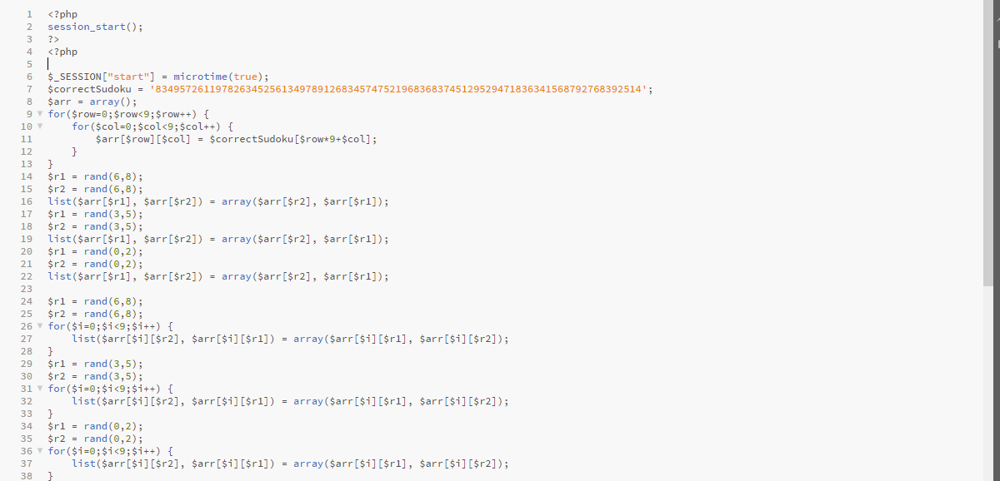 1 <?php
2 session_start();
3 ?>
4 <?php
5
6 $_SESSION["start"] = microtime(true);
7 $correctSudoku = '834957261197826345256134978912683457475219683683745129529471836341568792768392514';
8 $arr = array();
9 for($row=0;$row<9;$row++) {
10     for($col=0;$col<9;$col++) {
11         $arr[$row][$col] = $correctSudoku[$row*9+$col];
12     }
13 }
14 $r1 = rand(6,8);
15 $r2 = rand(6,8);
16 list($arr[$r1], $arr[$r2]) = array($arr[$r2], $arr[$r1]);
17 $r1 = rand(3,5);
18 $r2 = rand(3,5);
19 list($arr[$r1], $arr[$r2]) = array($arr[$r2], $arr[$r1]);
20 $r1 = rand(0,2);
21 $r2 = rand(0,2);
22 list($arr[$r1], $arr[$r2]) = array($arr[$r2], $arr[$r1]);
23
24 $r1 = rand(6,8);
25 $r2 = rand(6,8);
26 for($i=0;$i<9;$i++) {
27     list($arr[$i][$r2], $arr[$i][$r1]) = array($arr[$i][$r1], $arr[$i][$r2]);
28 }
29 $r1 = rand(3,5);
30 $r2 = rand(3,5);
31 for($i=0;$i<9;$i++) {
32     list($arr[$i][$r2], $arr[$i][$r1]) = array($arr[$i][$r1], $arr[$i][$r2]);
33 }
34 $r1 = rand(0,2);
35 $r2 = rand(0,2);
36 for($i=0;$i<9;$i++) {
37     list($arr[$i][$r2], $arr[$i][$r1]) = array($arr[$i][$r1], $arr[$i][$r2]);
38 }